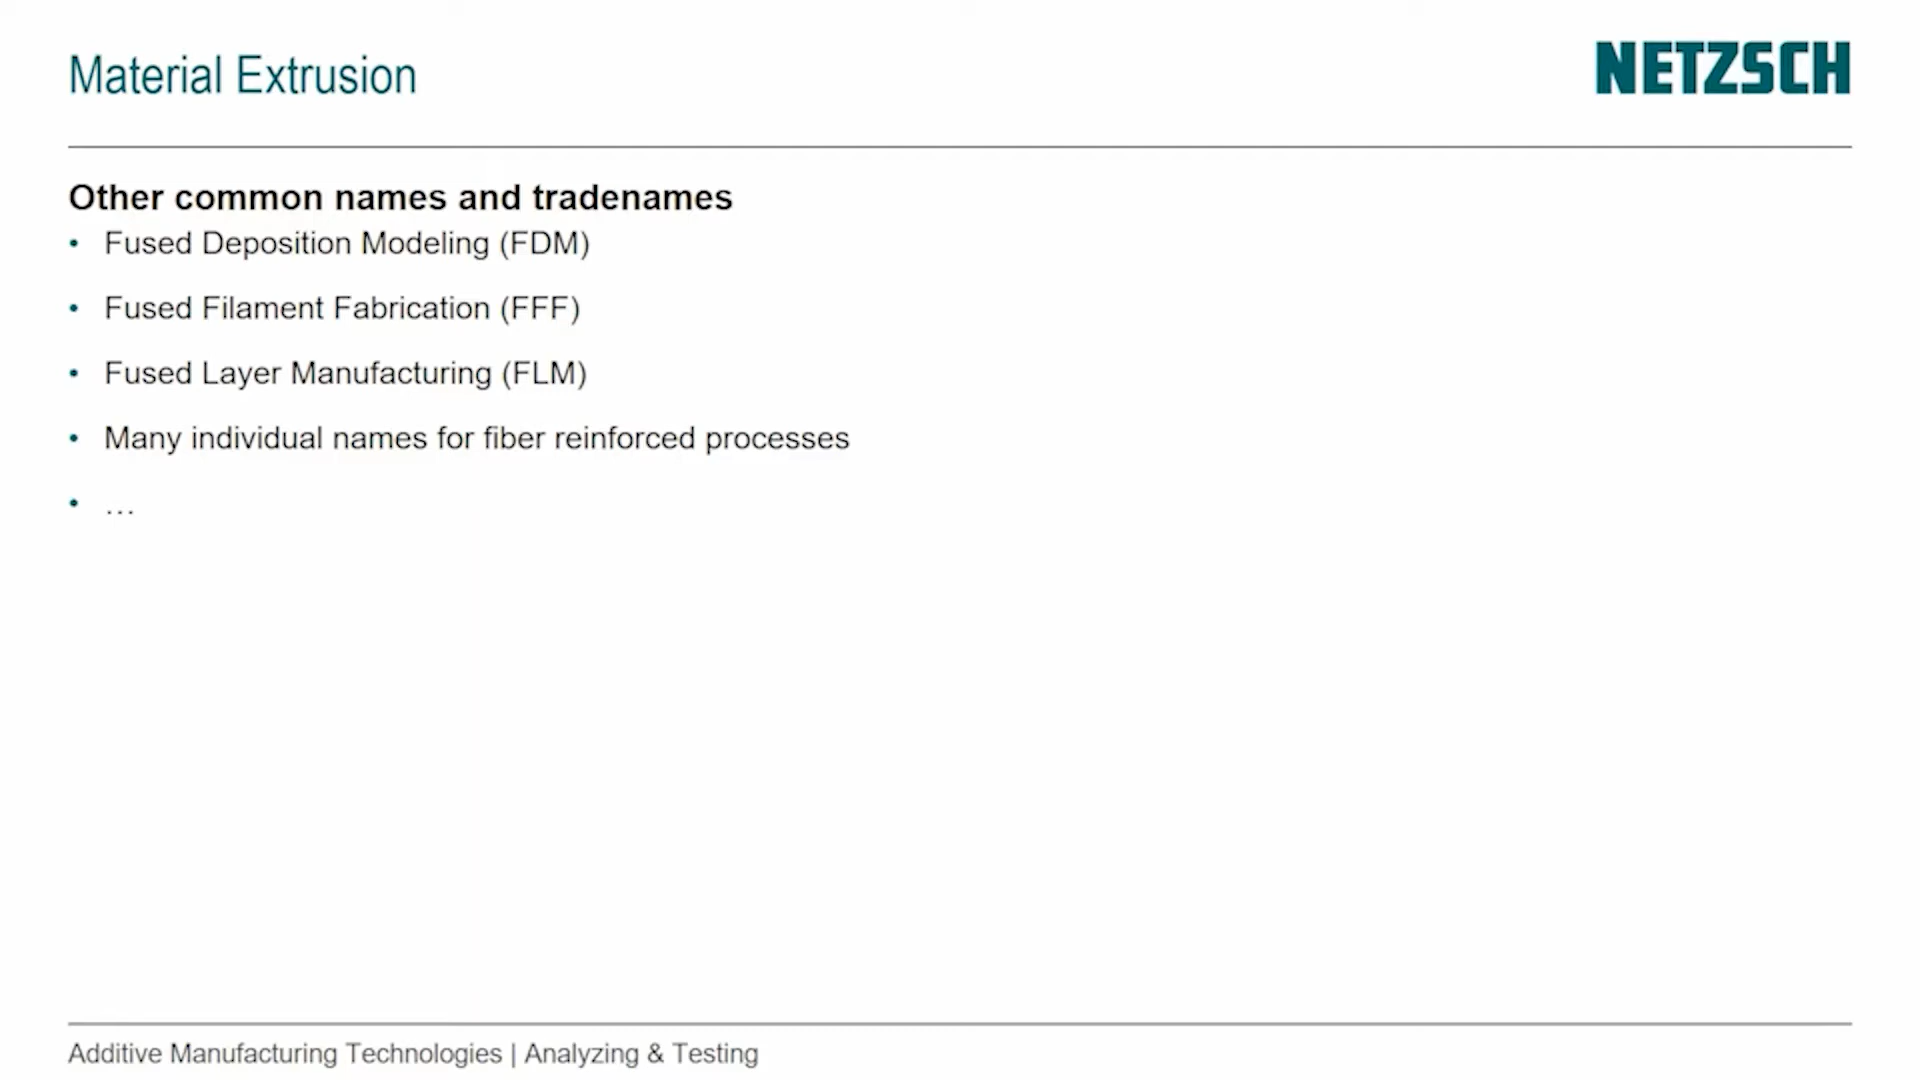 Material Extrusion
NETZSCH
Other common names and tradenames
• Fused Deposition Modeling (FDM)
• Fused Filament Fabrication (FFF)
• Fused Layer Manufacturing (FLM)
• Many individual names for fiber reinforced processes
• …
Additive Manufacturing Technologies | Analyzing & Testing